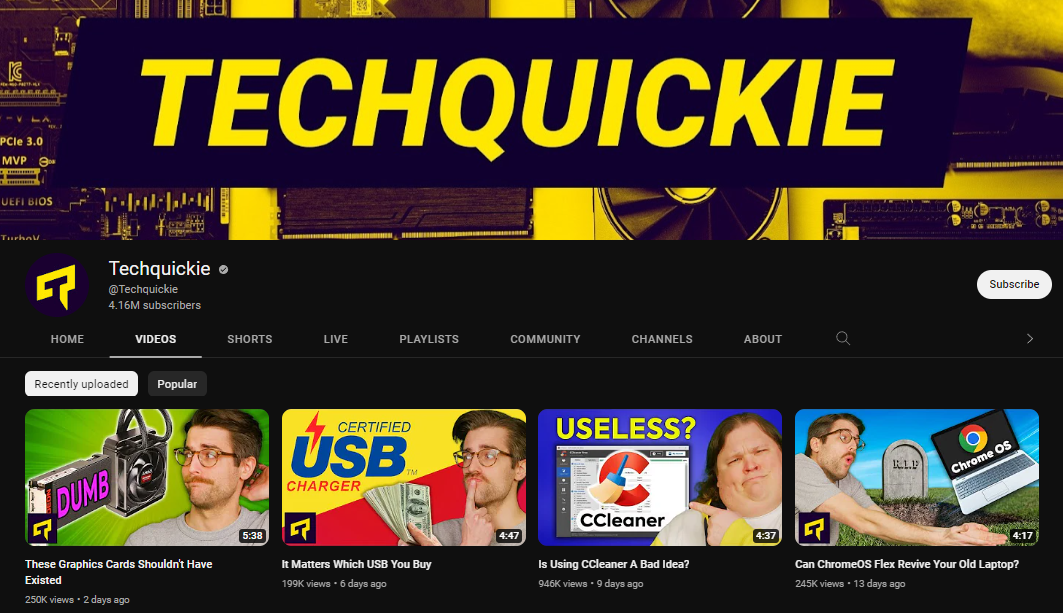 TECHQUICKIE
PCIe 3.0
MVP
UEFI BIOS
TurboV
Techquickie
@Techquickie
4.16M subscribers
Subscribe
HOME VIDEOS SHORTS LIVE PLAYLISTS COMMUNITY CHANNELS ABOUT
Recently uploaded Popular
DUMB
5:38
CERTIFIED
USB TM
CHARGER
4:47
USELESS?
CCleaner
4:37
R.I.P
Chrome OS
4:17
These Graphics Cards Shouldn't Have
Existed
250K views • 2 days ago
It Matters Which USB You Buy
199K views • 6 days ago
Is Using CCleaner A Bad Idea?
946K views • 9 days ago
Can ChromeOS Flex Revive Your Old Laptop?
245K views • 13 days ago